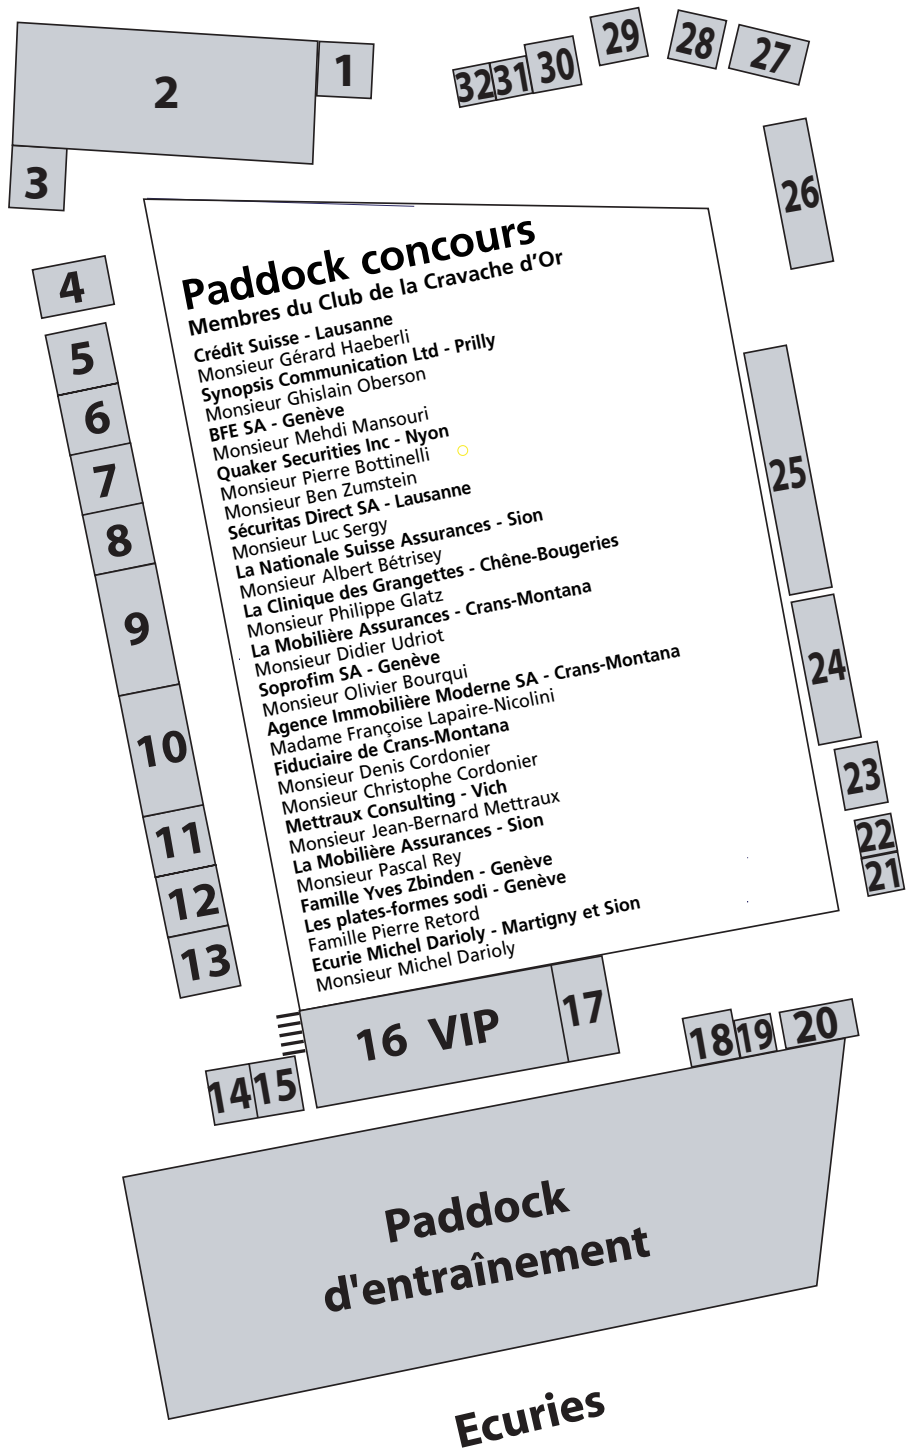 1
2
3
32
31
30
29
28
27
26
4
5
6
7
8
9
10
11
12
13
Paddock concours
Membres du Club de la Cravache d’Or
Crédit Suisse - Lausanne
Monsieur Gérard Haeberli
Synopsis Communication Ltd - Prilly
Monsieur Ghislain Oberson
BFE SA - Genève
Monsieur Mehdi Mansouri
Quaker Securities Inc - Nyon
Monsieur Pierre Bottinelli
Monsieur Ben Zumstein
Sécuritas Direct SA - Lausanne
Monsieur Luc Sergy
La Nationale Suisse Assurances - Sion
Monsieur Albert Bétrisey
La Clinique des Grangettes - Chêne-Bougeries
Monsieur Philippe Glatz
La Mobilière Assurances - Crans-Montana
Monsieur Didier Udriot
Soprofim SA - Genève
Monsieur Olivier Bourqui
Agence Immobilière Moderne SA - Crans-Montana
Madame Françoise Lapaire-Nicolini
Fiduciaire de Crans-Montana
Monsieur Denis Cordonier
Monsieur Christophe Cordonier
Mettraux Consulting - Vich
Monsieur Jean-Bernard Mettraux
La Mobilière Assurances - Sion
Monsieur Pascal Rey
Famille Yves Zbinden - Genève
Les plates-formes sodi - Genève
Famille Pierre Retord
Ecurie Michel Darioly - Martigny et Sion
Monsieur Michel Darioly
25
24
23
22
21
16 VIP
17
14
15
18
19
20
Paddock
d'entraînement
Ecuries